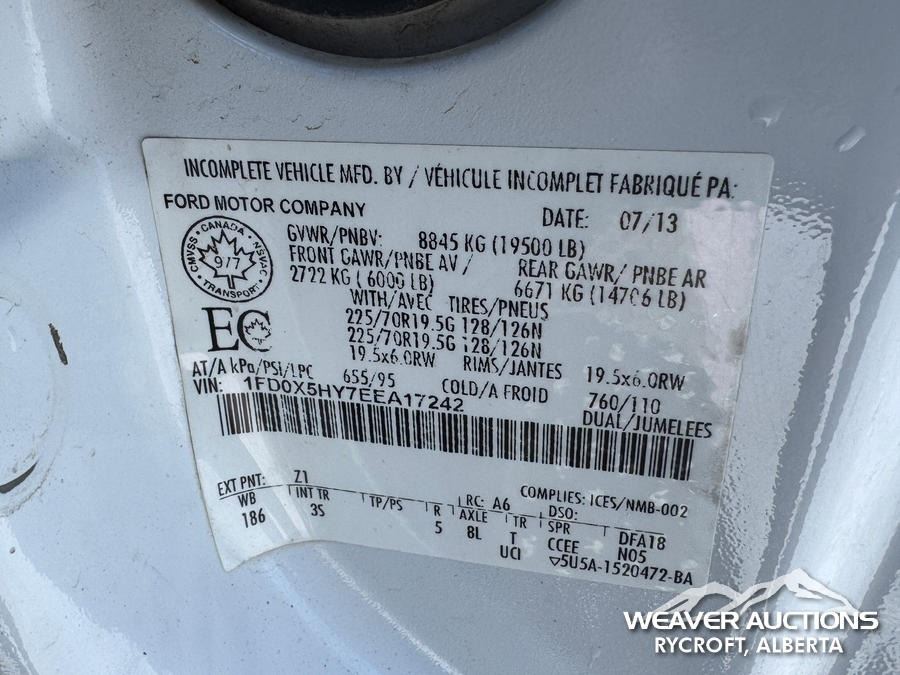 INCOMPLETE VEHICLE MFD. BY / VÉHICULE INCOMPLET FABRIQUÉ PA:
FORD MOTOR COMPANY DATE: 07/13
CMVSS · CANADA · NSVAC · TRANSPORT
917
GVWR/PNBV: 8845 KG (19500 LB)
FRONT GAWR/PNBE AV / REAR GAWR/ PNBE AR
2722 KG ( 6000 LB) 6671 KG (14706 LB)
WITH/AVEC TIRES/PNEUS
225/70R19.5G 128/126N
225/70R19.5G 128/126N
EC
19.5x6.0RW RIMS/JANTES 19.5x6.0RW
AT/A kPa/PSI/LPC 655/95 COLD/A FROID 760/110
VIN: 1FD0X5HY7EEA17242 DUAL/JUMELEES
EXT PNT: Z1 RC: A6 COMPLIES: ICES/NMB-002
WB INT TR TP/PS R AXLE TR DSO: SPR
186 3S 5 8L T DFA18
UCI CCEE N05
5U5A-1520472-BA
WEAVER AUCTIONS
RYCROFT, ALBERTA